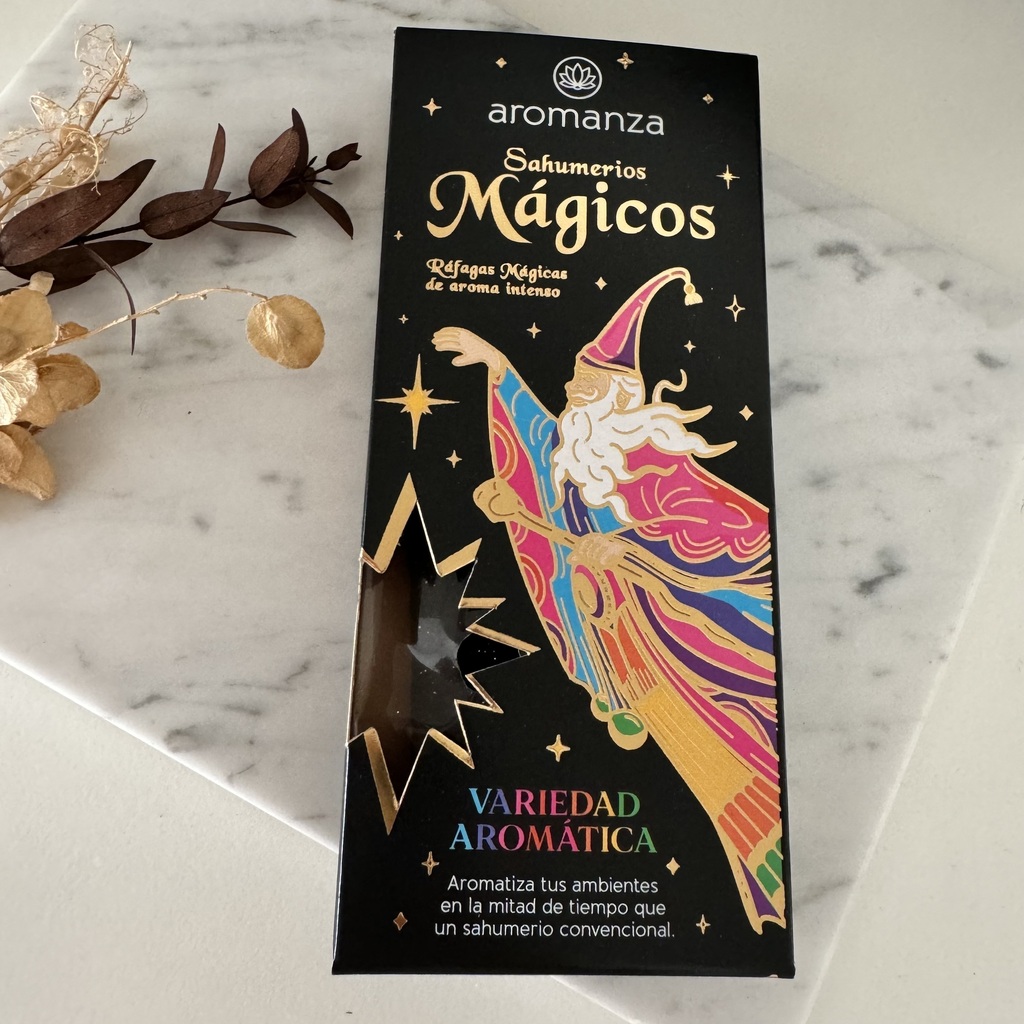 aromanza
Sahumerios
Mágicos
Ráfagas Mágicas
de aroma intenso
VARIEDAD
AROMÁTICA
Aromatiza tus ambientes
en la mitad de tiempo que
un sahumerio convencional.